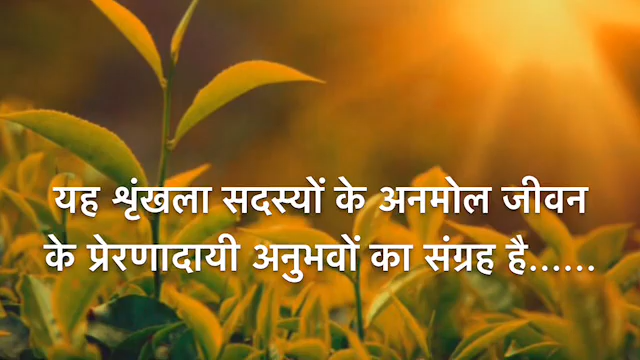 यह शृंखला सदस्यों के अनमोल जीवन
के प्रेरणादायी अनुभवों का संग्रह है......